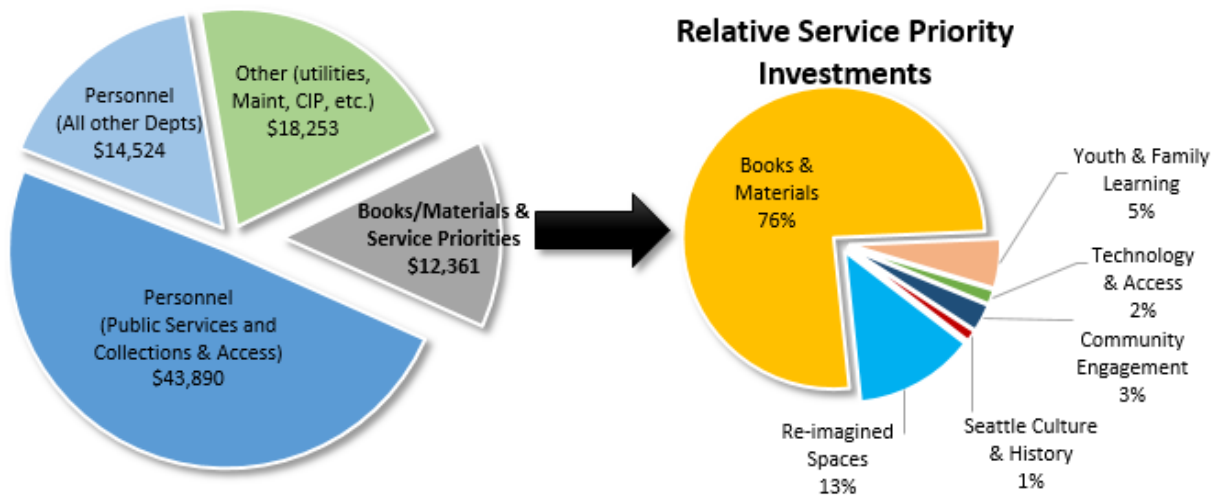 Relative Service Priority
Investments
Personnel
(All other Depts)
$14,524
Other (utilities,
Maint, CIP, etc.)
$18,253
Books/Materials &
Service Priorities
$12,361
Personnel
(Public Services and
Collections & Access)
$43,890
Books &
Materials
76%
Youth & Family
Learning
5%
Technology
& Access
2%
Community
Engagement
3%
Seattle Culture
& History
1%
Re-imagined
Spaces
13%